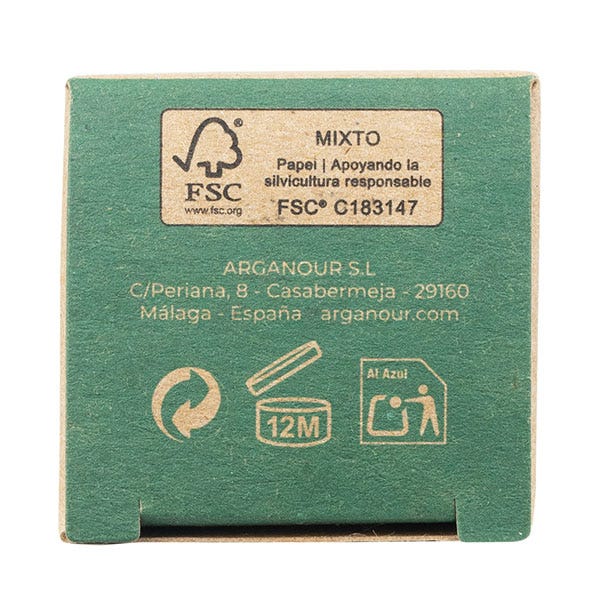 FSC
www.fsc.org
MIXTO
Papel | Apoyando la
silvicultura responsable
FSC® C183147
ARGANOUR S.L
C/Periana, 8 - Casabermeja - 29160
Málaga - España - arganour.com
12M
Al Azul